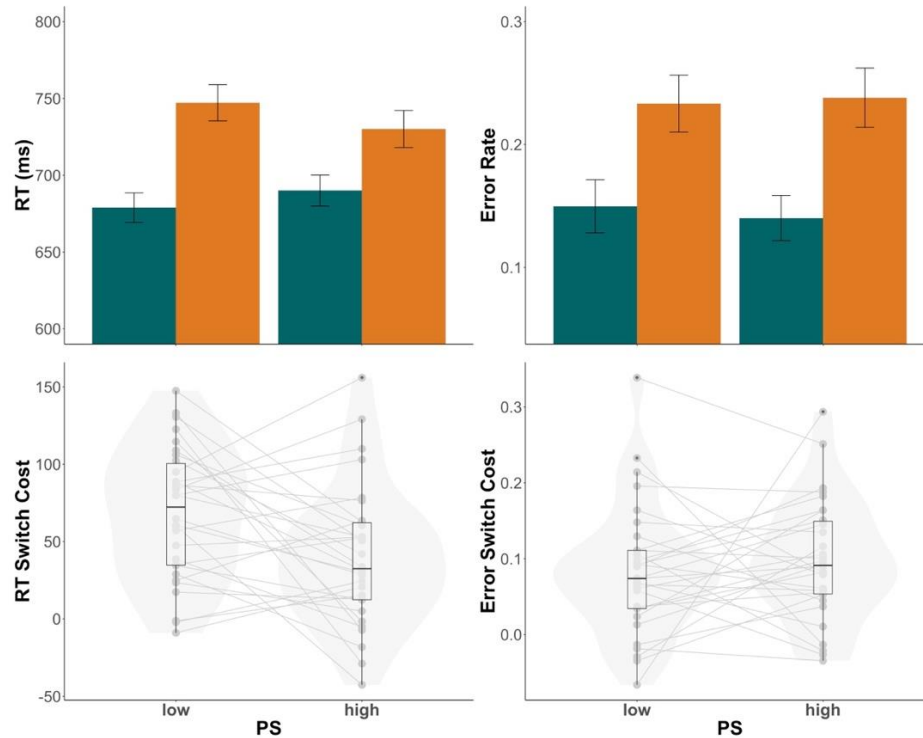 RT (ms)
800
750
700
650
600
Error Rate
0.3
0.2
0.1
RT Switch Cost
150
100
50
0
-50
low
high
PS
Error Switch Cost
0.3
0.2
0.1
0.0
low
high
PS